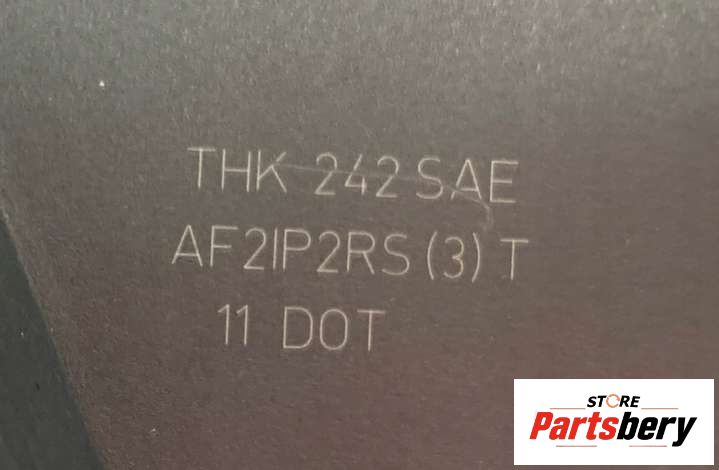 THK 242 SAE
AF2IP2RS (3) T
11 DOT
STORE
Partsbery